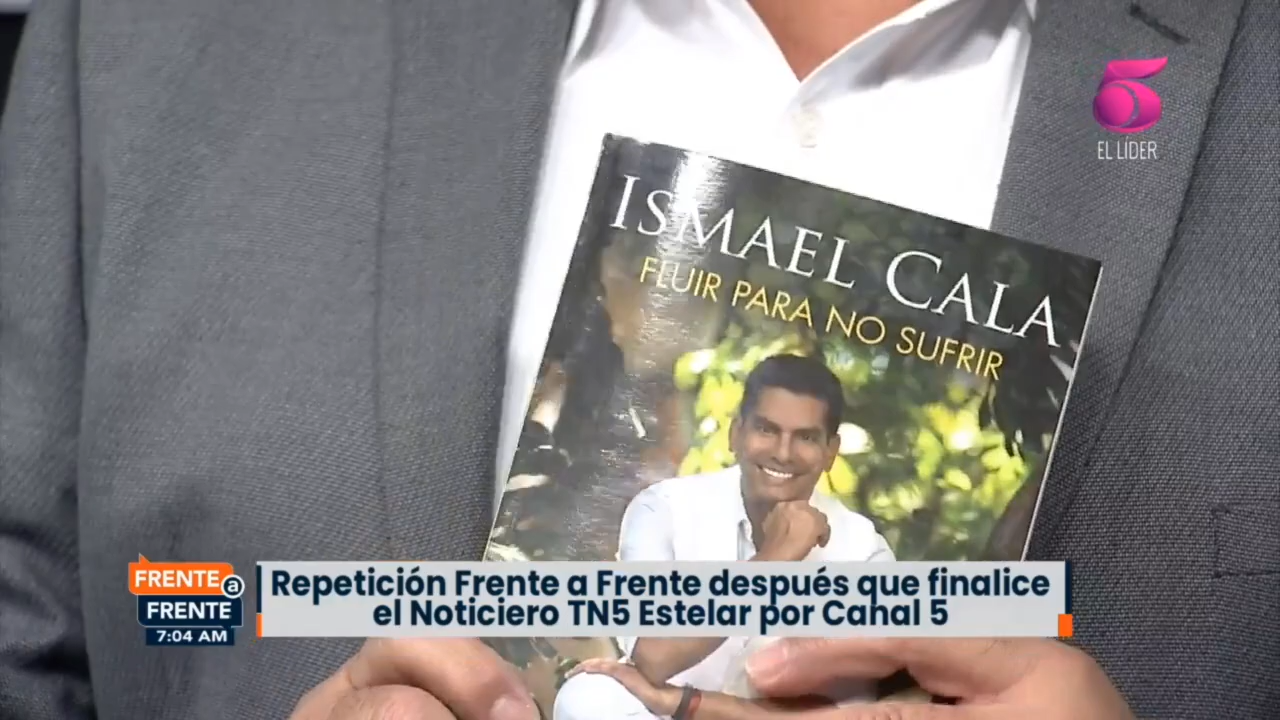 5
EL LÍDER
ISMAEL CALA
FLUIR PARA NO SUFRIR
FRENTE a
FRENTE
7:04 AM
Repetición Frente a Frente después que finalice
el Noticiero TN5 Estelar por Canal 5